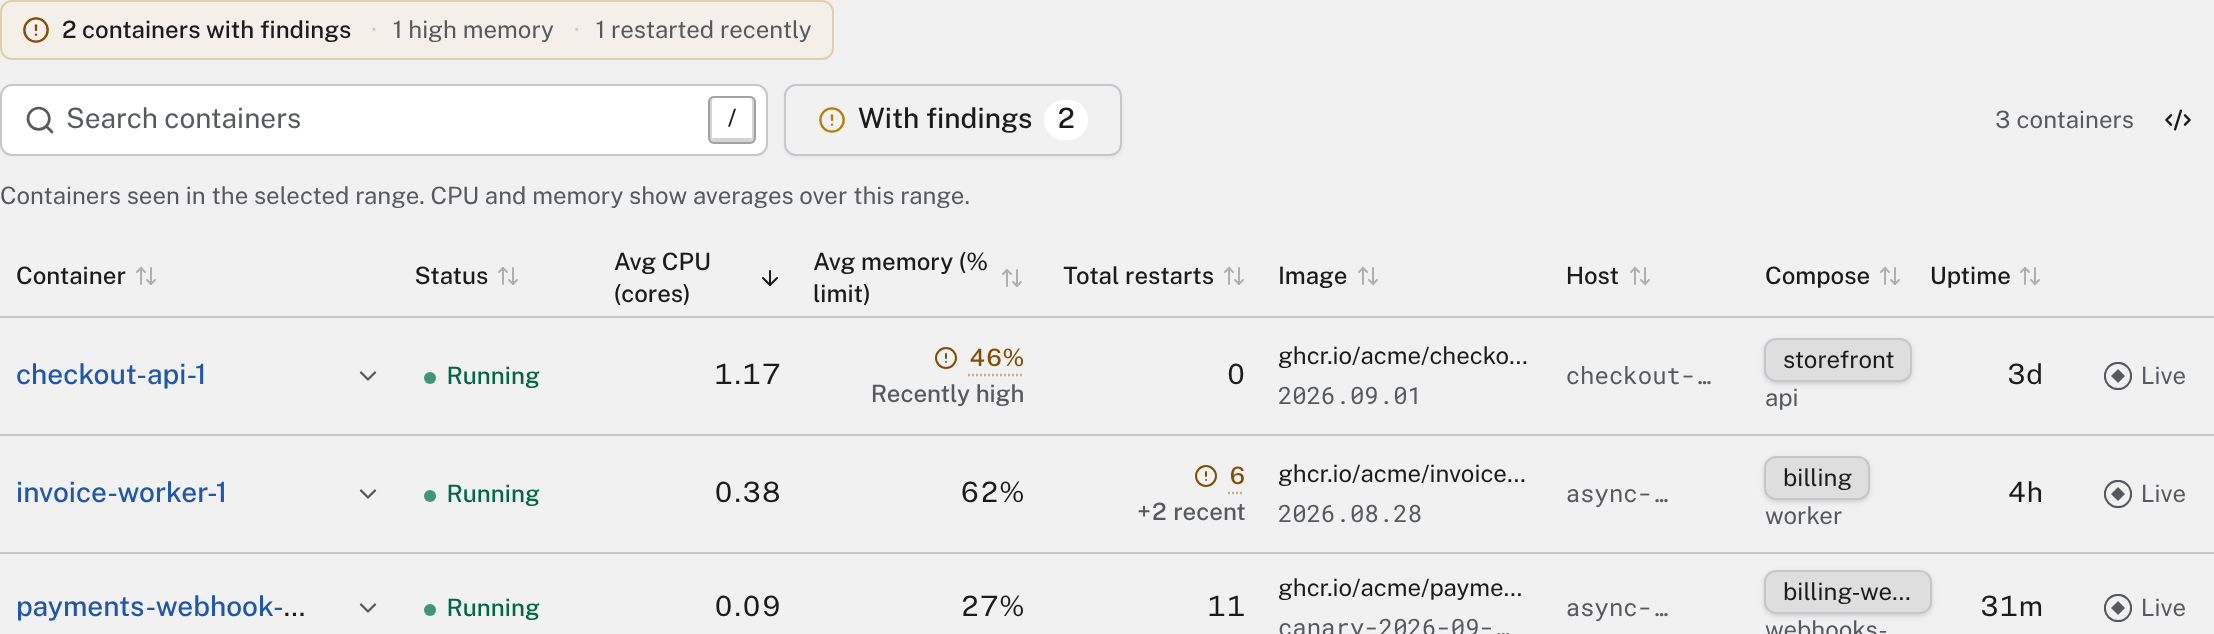 2 containers with findings · 1 high memory · 1 restarted recently
Search containers /
With findings 2
3 containers </>
Containers seen in the selected range. CPU and memory show averages over this range.
Container Status Avg CPU (cores) Avg memory (% limit) Total restarts Image Host Compose Uptime
checkout-api-1 Running 1.17 46% 0 ghcr.io/acme/checko... checkout-… storefront 3d Live
Recently high 2026.09.01 api
invoice-worker-1 Running 0.38 62% 6 ghcr.io/acme/invoice... async-… billing 4h Live
+2 recent 2026.08.28 worker
payments-webhook-... Running 0.09 27% 11 ghcr.io/acme/payme... async-… billing-we... 31m Live
canary-2026-09-… webhooks-